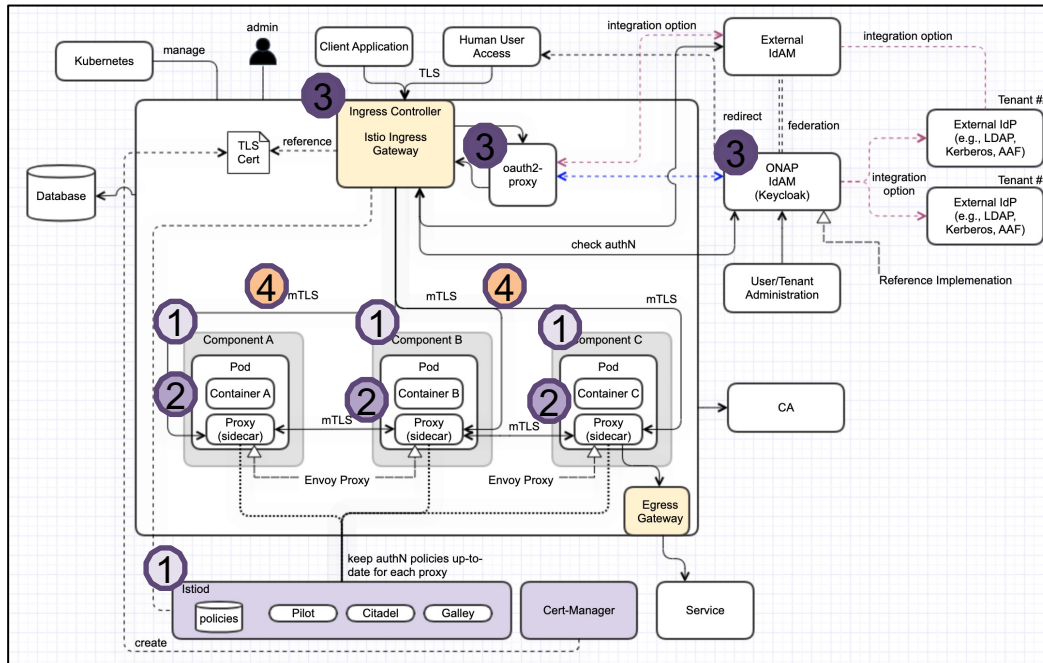 admin
Kubernetes
manage
Client Application
Human User
Access
TLS
integration option
External
IdAM
integration option
3
Ingress Controller
Istio Ingress
Gateway
TLS
Cert
reference
3
oauth2-
proxy
redirect
federation
3
ONAP
IdAM
(Keycloak)
integration
option
Tenant #
External IdP
(e.g., LDAP,
Kerberos, AAF)
Tenant #
External IdP
(e.g., LDAP,
Kerberos, AAF)
Database
check authN
User/Tenant
Administration
Reference Implemenation
4
mTLS
mTLS
4
mTLS
1
Component A
Pod
Container A
2
Proxy
(sidecar)
mTLS
1
Component B
Pod
Container B
2
Proxy
(sidecar)
mTLS
1
Component C
Pod
Container C
2
Proxy
(sidecar)
Envoy Proxy
Envoy Proxy
CA
Egress
Gateway
keep authN policies up-to-
date for each proxy
1
Istiod
policies
Pilot
Citadel
Galley
Cert-Manager
Service
create